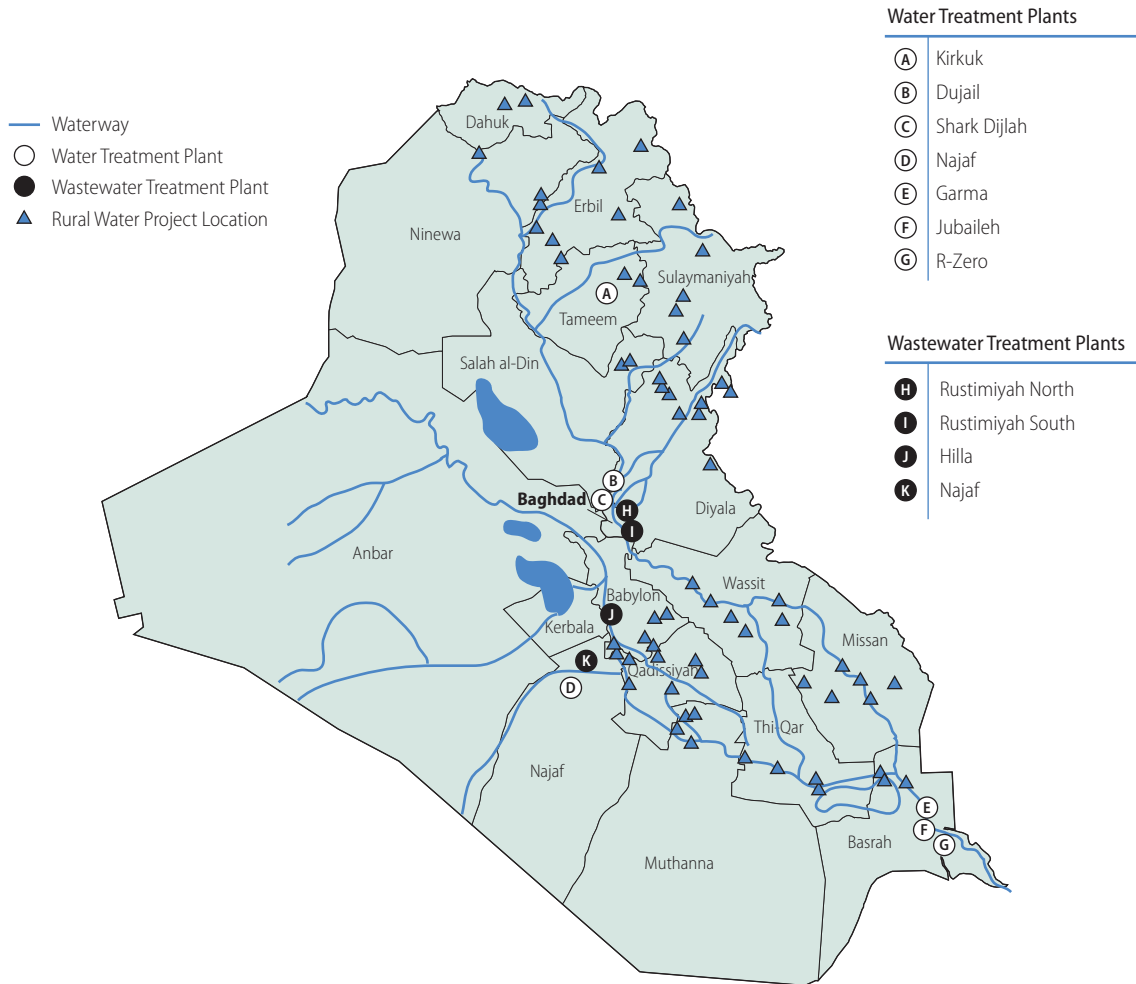 Water Treatment Plants
A Kirkuk
B Dujail
C Shark Dijlah
D Najaf
E Garma
F Jubaileh
G R-Zero
Wastewater Treatment Plants
H Rustimiyah North
I Rustimiyah South
J Hilla
K Najaf
Waterway
Water Treatment Plant
Wastewater Treatment Plant
Rural Water Project Location
Dahuk
Erbil
Ninewa
Sulaymaniyah
A
Tameem
Salah al-Din
B
Baghdad C
H
Diyala
I
Anbar
Wassit
Babylon
J
Kerbala
Missan
K
Qadissiyah
D
Thi-Qar
Najaf
E
F
Basrah
G
Muthanna